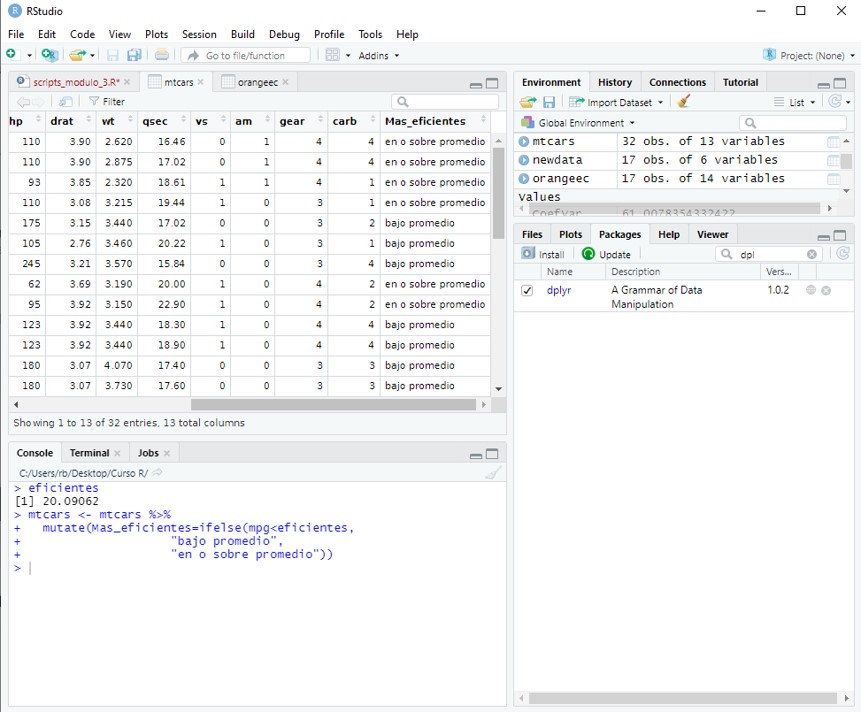 RStudio
File Edit Code View Plots Session Build Debug Profile Tools Help
Go to file/function Addins Project: (None)
scripts_modulo_3.R* mtcars orangeec
Filter
hp drat wt qsec vs am gear carb Mas_eficientes
110 3.90 2.620 16.46 0 1 4 4 en o sobre promedio
110 3.90 2.875 17.02 0 1 4 4 en o sobre promedio
93 3.85 2.320 18.61 1 1 4 1 en o sobre promedio
110 3.08 3.215 19.44 1 0 3 1 en o sobre promedio
175 3.15 3.440 17.02 0 0 3 2 bajo promedio
105 2.76 3.460 20.22 1 0 3 1 bajo promedio
245 3.21 3.570 15.84 0 0 3 4 bajo promedio
62 3.69 3.190 20.00 1 0 4 2 en o sobre promedio
95 3.92 3.150 22.90 1 0 4 2 en o sobre promedio
123 3.92 3.440 18.30 1 0 4 4 bajo promedio
123 3.92 3.440 18.90 1 0 4 4 bajo promedio
180 3.07 4.070 17.40 0 0 3 3 bajo promedio
180 3.07 3.730 17.60 0 0 3 3 bajo promedio
Showing 1 to 13 of 32 entries, 13 total columns
Console Terminal Jobs
C:/Users/rb/Desktop/Curso R/
> eficientes
[1] 20.09062
> mtcars <- mtcars %>%
+ mutate(Mas_eficientes=ifelse(mpg<eficientes,
+ "bajo promedio",
+ "en o sobre promedio"))
>
Environment History Connections Tutorial
Import Dataset List
Global Environment
mtcars 32 obs. of 13 variables
newdata 17 obs. of 6 variables
orangeec 17 obs. of 14 variables
Values
coefvar 61.0078354332422
Files Plots Packages Help Viewer
Install Update dpl
Name Description Vers...
dplyr A Grammar of Data 1.0.2
Manipulation